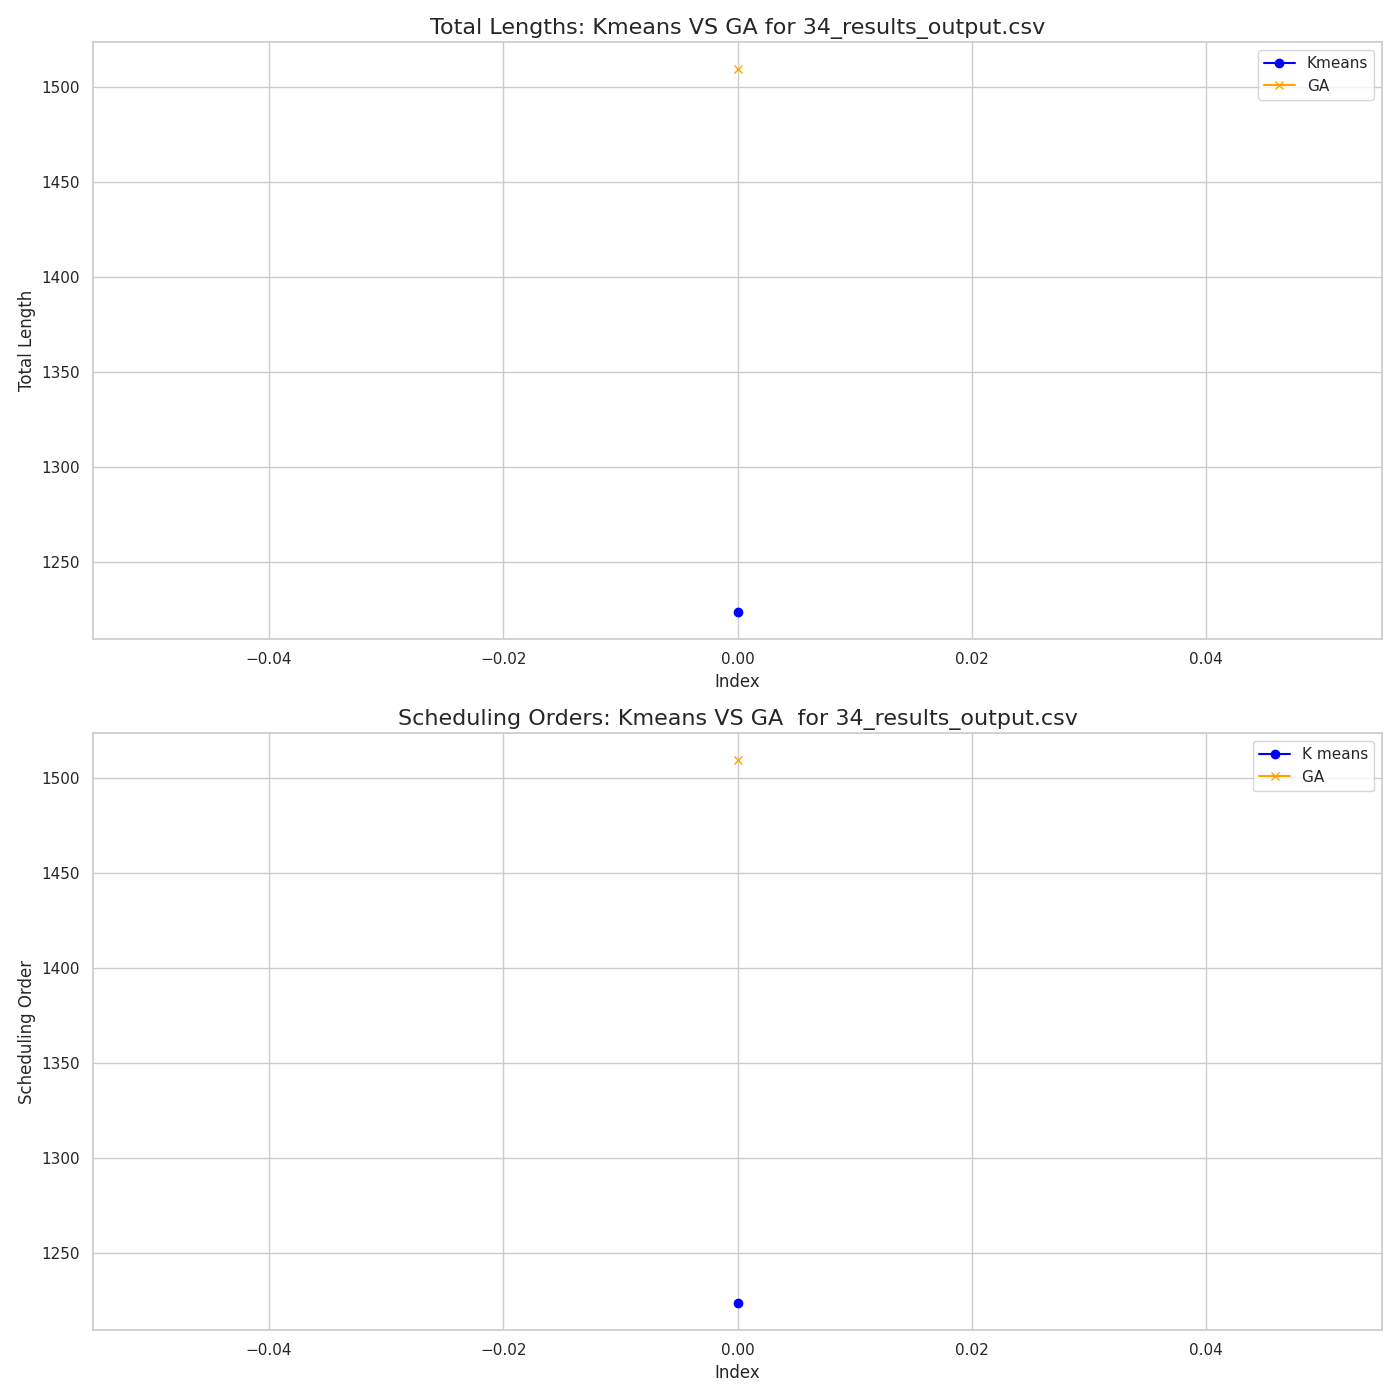 Total Lengths: Kmeans VS GA for 34_results_output.csv
Kmeans
GA
1500
1450
1400
1350
1300
1250
Total Length
−0.04
−0.02
0.00
0.02
0.04
Index
Scheduling Orders: Kmeans VS GA  for 34_results_output.csv
K means
GA
1500
1450
1400
1350
1300
1250
Scheduling Order
−0.04
−0.02
0.00
0.02
0.04
Index